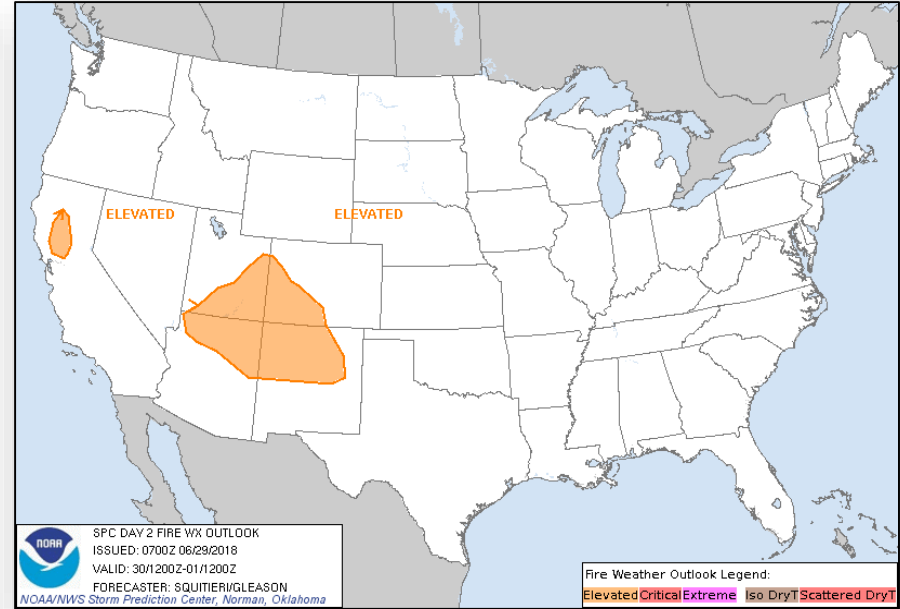 ELEVATED
ELEVATED
NOAA
SPC DAY 2 FIRE WX OUTLOOK
ISSUED: 0700Z 06/29/2018
VALID: 30/1200Z-01/1200Z
FORECASTER: SQUITIERI/GLEASON
NOAA/NWS Storm Prediction Center, Norman, Oklahoma
Fire Weather Outlook Legend:
Elevated Critical Extreme Iso DryT Scattered DryT